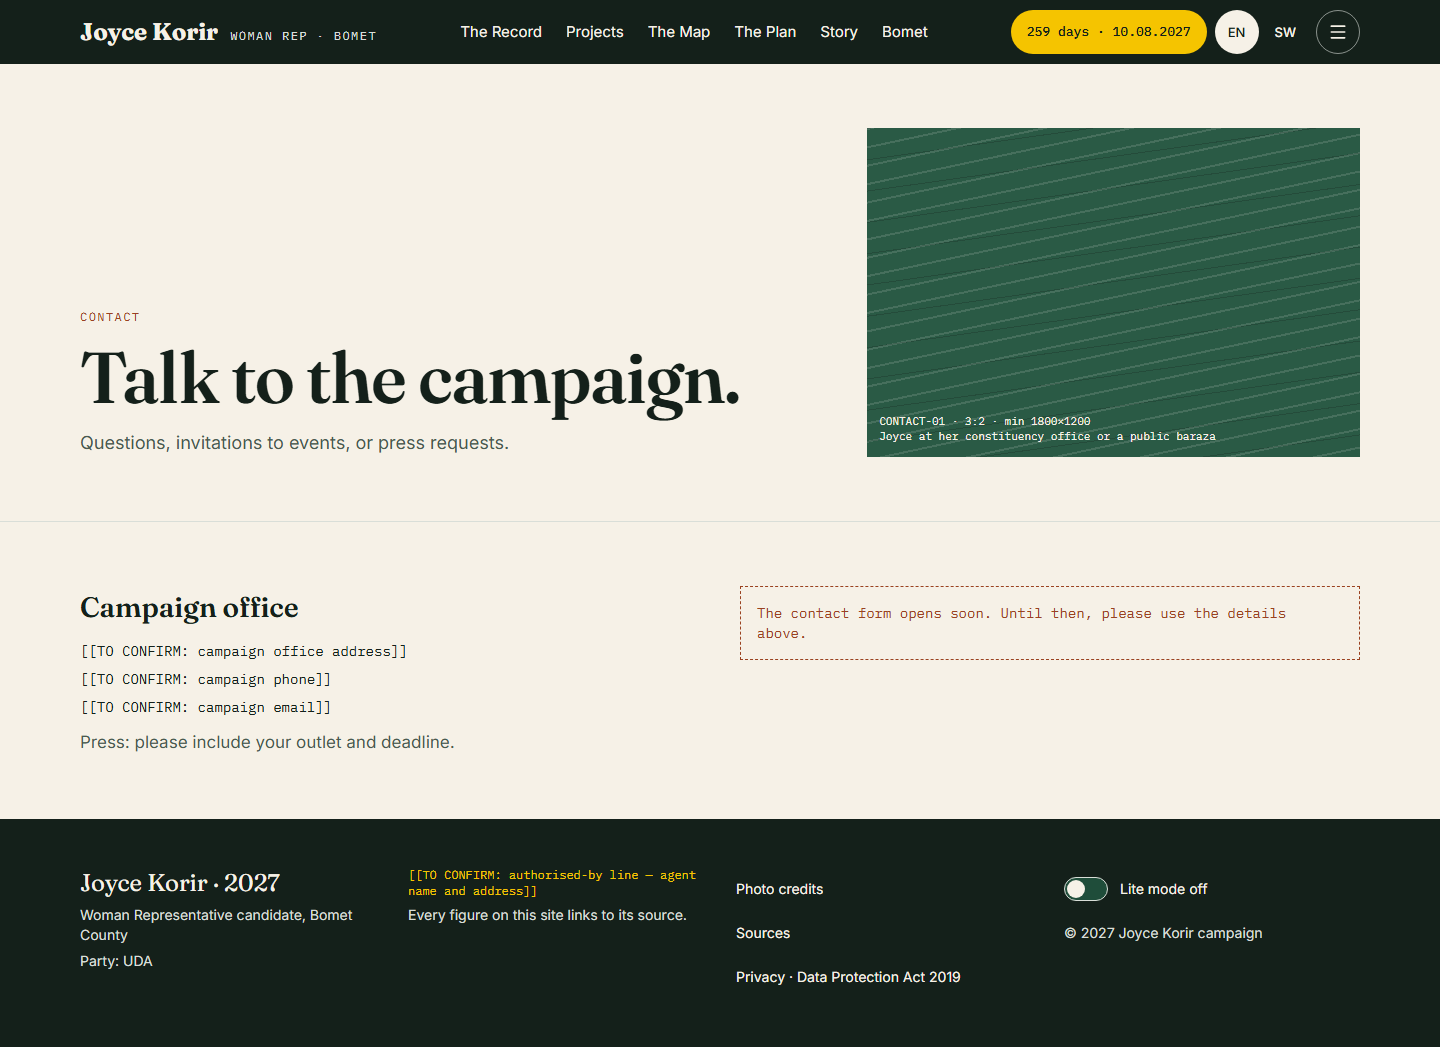 Joyce Korir WOMAN REP · BOMET
The Record Projects The Map The Plan Story Bomet
259 days · 10.08.2027 EN SW
CONTACT
Talk to the campaign.
Questions, invitations to events, or press requests.
CONTACT-01 · 3:2 · min 1800×1200
Joyce at her constituency office or a public baraza
Campaign office
[[TO CONFIRM: campaign office address]]
[[TO CONFIRM: campaign phone]]
[[TO CONFIRM: campaign email]]
Press: please include your outlet and deadline.
The contact form opens soon. Until then, please use the details
above.
Joyce Korir · 2027
Woman Representative candidate, Bomet
County
Party: UDA
[[TO CONFIRM: authorised-by line — agent
name and address]]
Every figure on this site links to its source.
Photo credits
Sources
Privacy · Data Protection Act 2019
Lite mode off
© 2027 Joyce Korir campaign